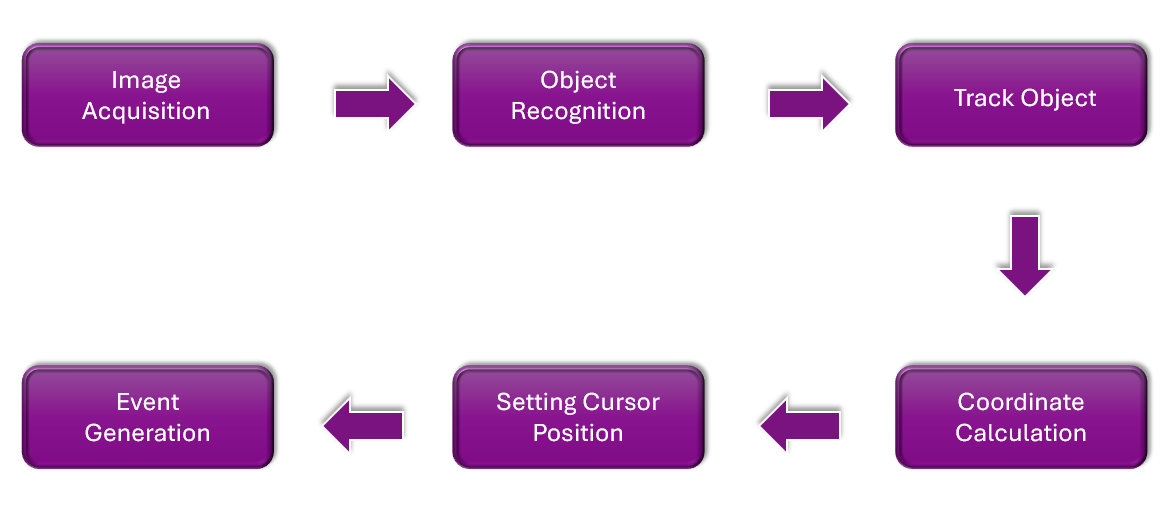 Image
Acquisition
Object
Recognition
Track Object
Coordinate
Calculation
Setting Cursor
Position
Event
Generation